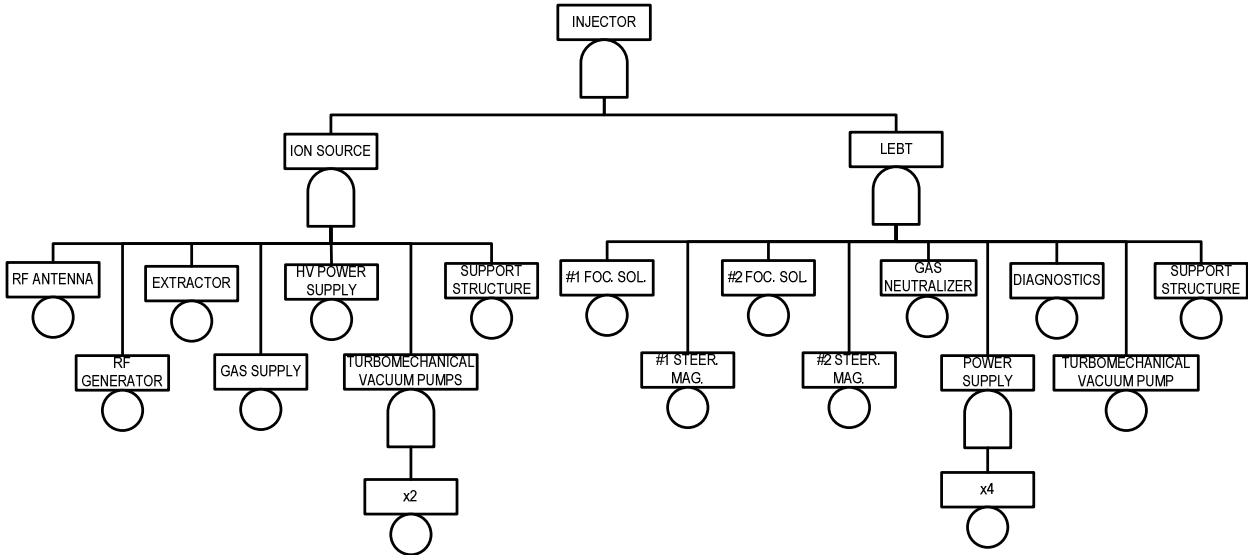 INJECTOR
ION SOURCE
LEBT
RF ANTENNA
EXTRACTOR
HV POWER
SUPPLY
SUPPORT
STRUCTURE
#1 FOC. SOL.
#2 FOC. SOL.
GAS
NEUTRALIZER
DIAGNOSTICS
SUPPORT
STRUCTURE
RF
GENERATOR
GAS SUPPLY
TURBOMECHANICAL
VACUUM PUMPS
#1 STEER.
MAG.
#2 STEER.
MAG.
POWER
SUPPLY
TURBOMECHANICAL
VACUUM PUMP
x2
x4